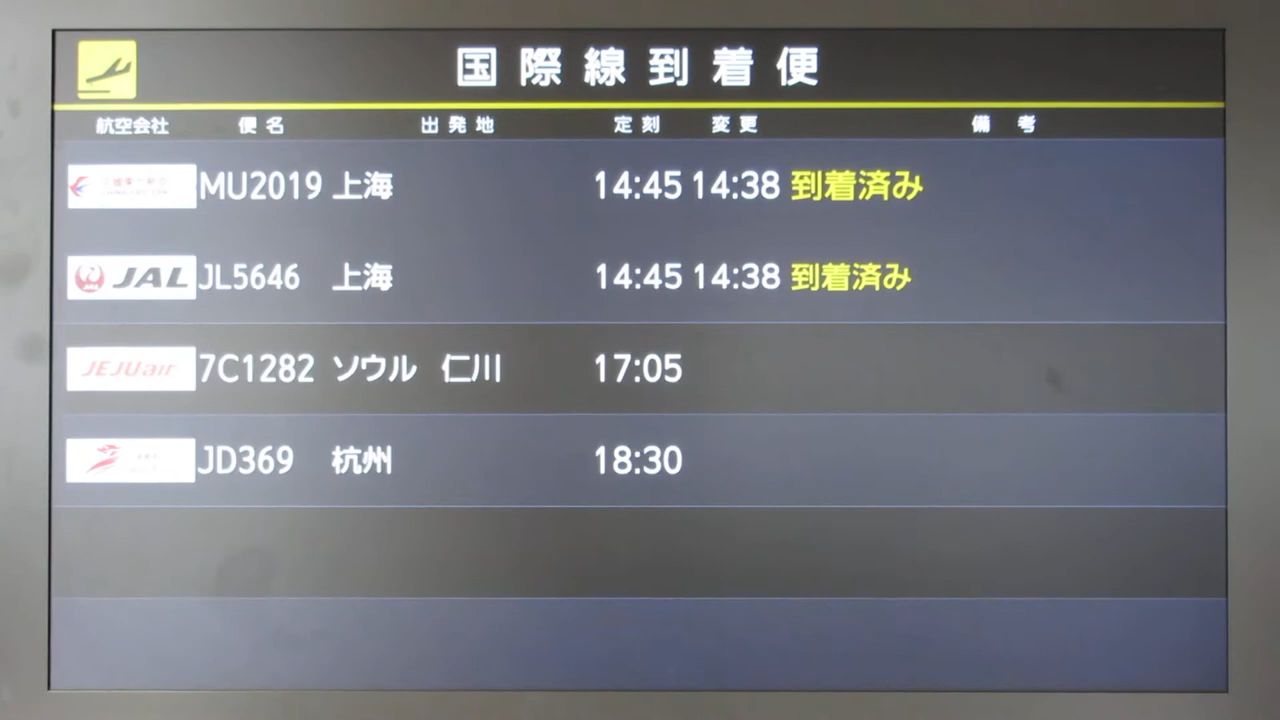 国際線到着便
航空会社 便名 出発地 定刻 変更 備考
MU2019 上海 14:45 14:38 到着済み
JAL JL5646 上海 14:45 14:38 到着済み
JEJUair 7C1282 ソウル 仁川 17:05
JD369 杭州 18:30